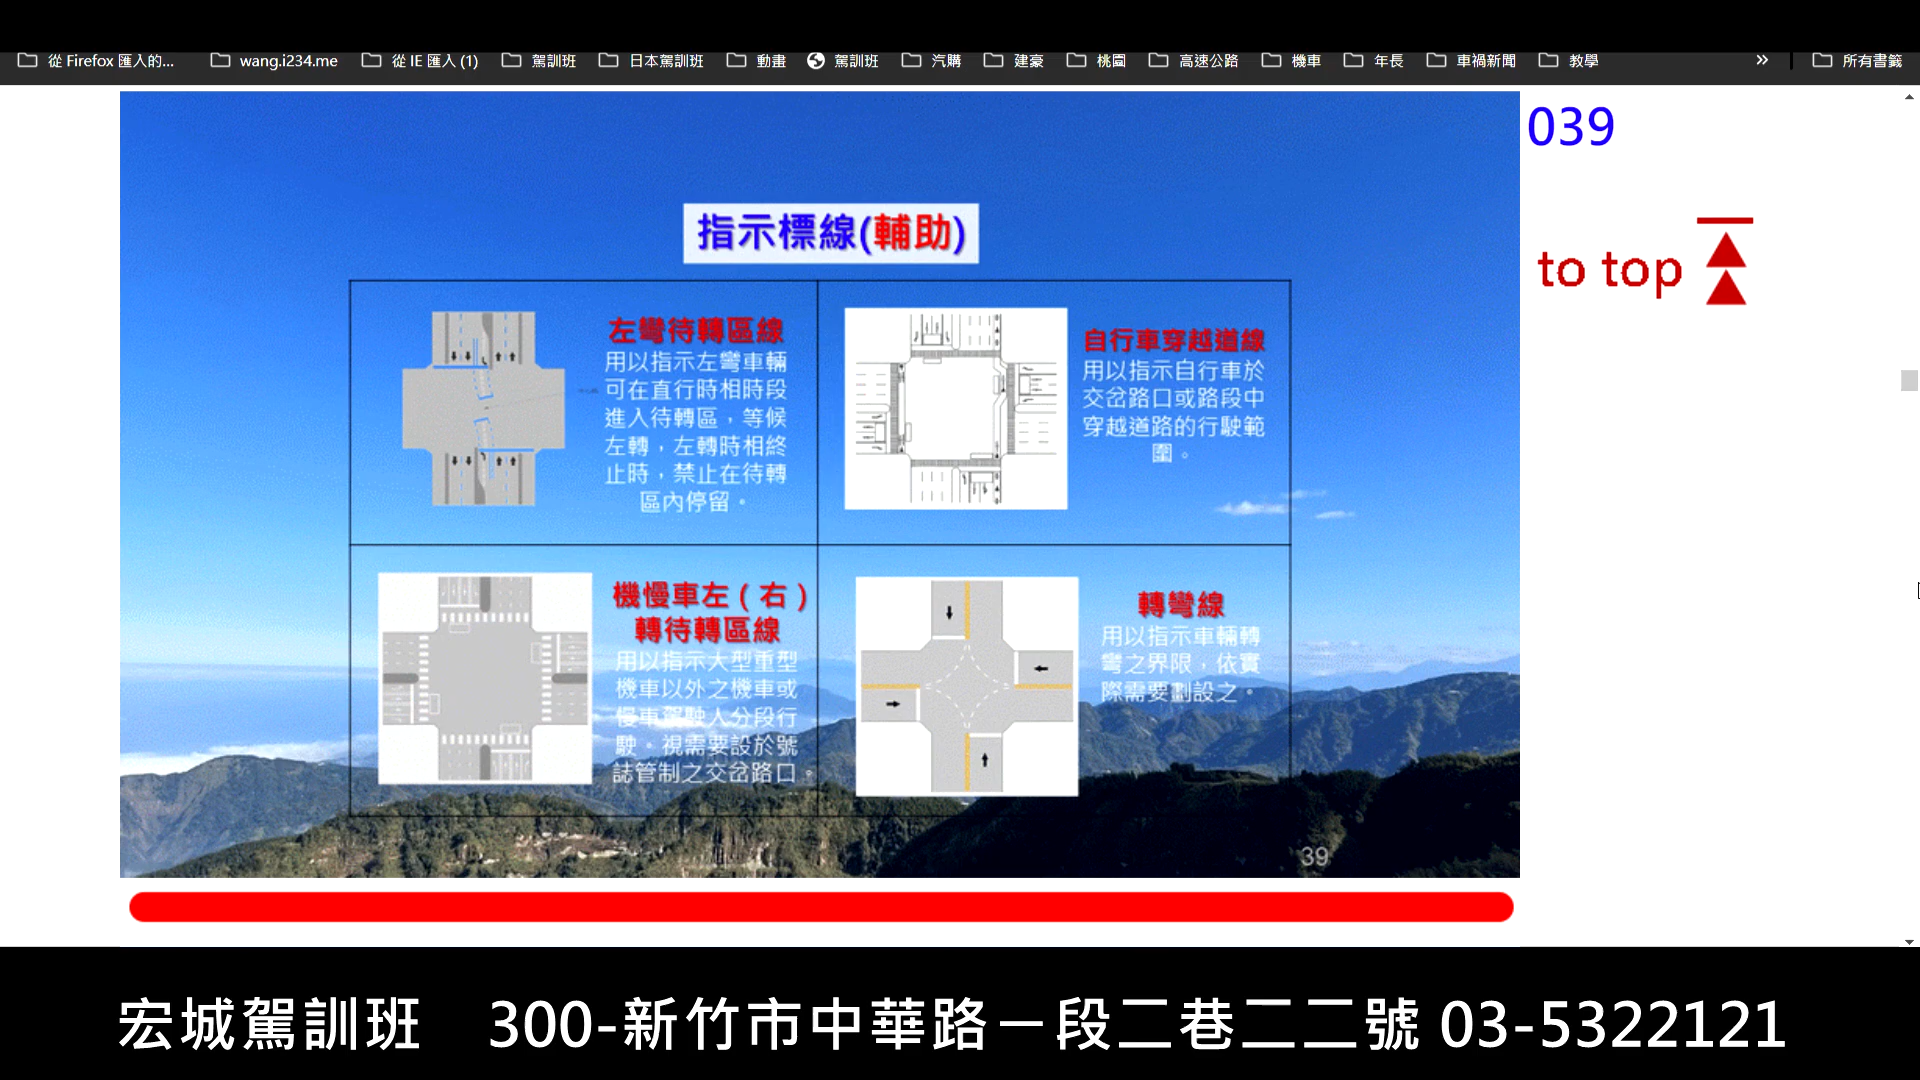 從 Firefox 匯入的... wang.i234.me 從 IE 匯入 (1) 駕訓班 日本駕訓班 動畫 駕訓班 汽購 建豪 桃園 高速公路 機車 年長 車禍新聞 教學 » 所有書籤
039
to top
指示標線(輔助)
左彎待轉區線
用以指示左彎車輛
可在直行時相時段
進入待轉區，等候
左轉，左轉時相終
止時，禁止在待轉
區內停留。
自行車穿越道線
用以指示自行車於
交岔路口或路段中
穿越道路的行駛範
圍。
機慢車左（右）
轉待轉區線
用以指示大型重型
機車以外之機車或
慢車駕駛人分段行
駛。視需要設於號
誌管制之交岔路口。
轉彎線
用以指示車輛轉
彎之界限，依實
際需要劃設之。
39
宏城駕訓班 300-新竹市中華路一段二巷二二號 03-5322121